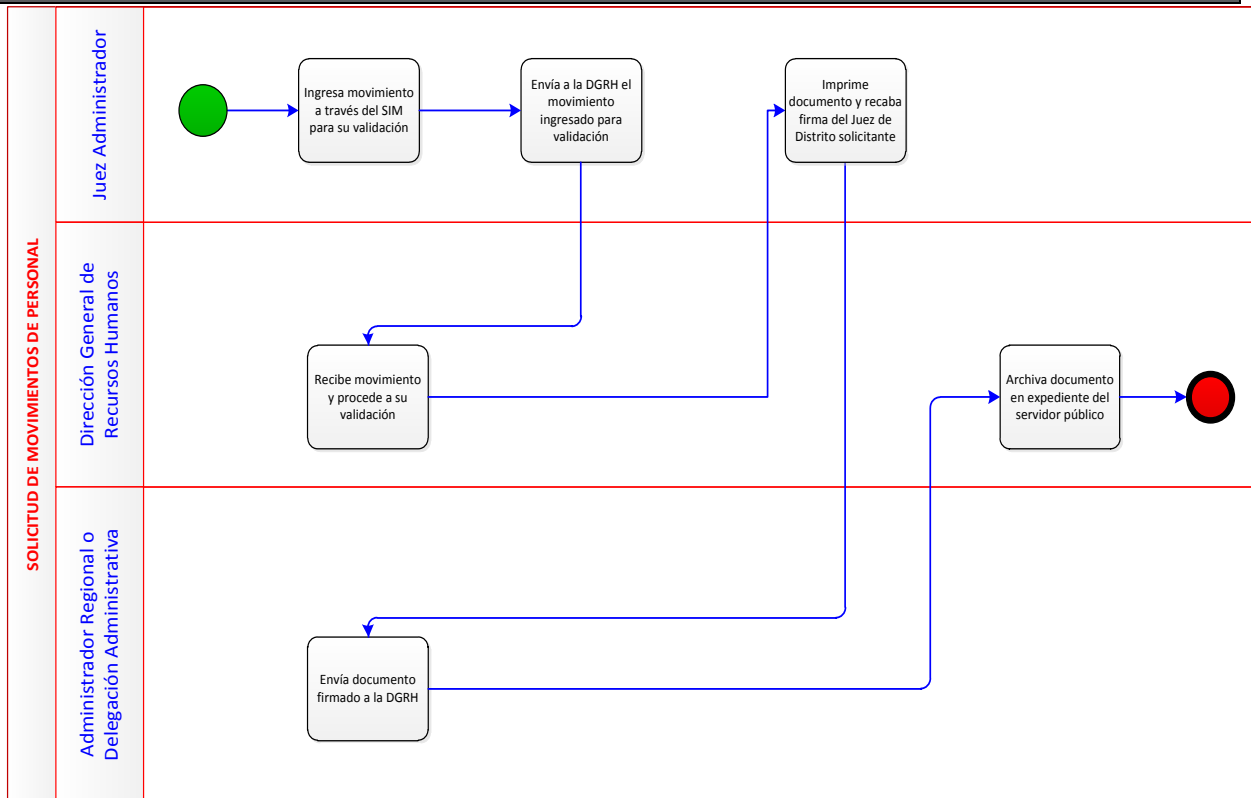 SOLICITUD DE MOVIMIENTOS DE PERSONAL
Juez Administrador
Ingresa movimiento
a través del SIM
para su validación
Envía a la DGRH el
movimiento
ingresado para
validación
Imprime
documento y recaba
firma del Juez de
Distrito solicitante
Dirección General de
Recursos Humanos
Recibe movimiento
y procede a su
validación
Archiva documento
en expediente del
servidor público
Administrador Regional o
Delegación Administrativa
Envía documento
firmado a la DGRH